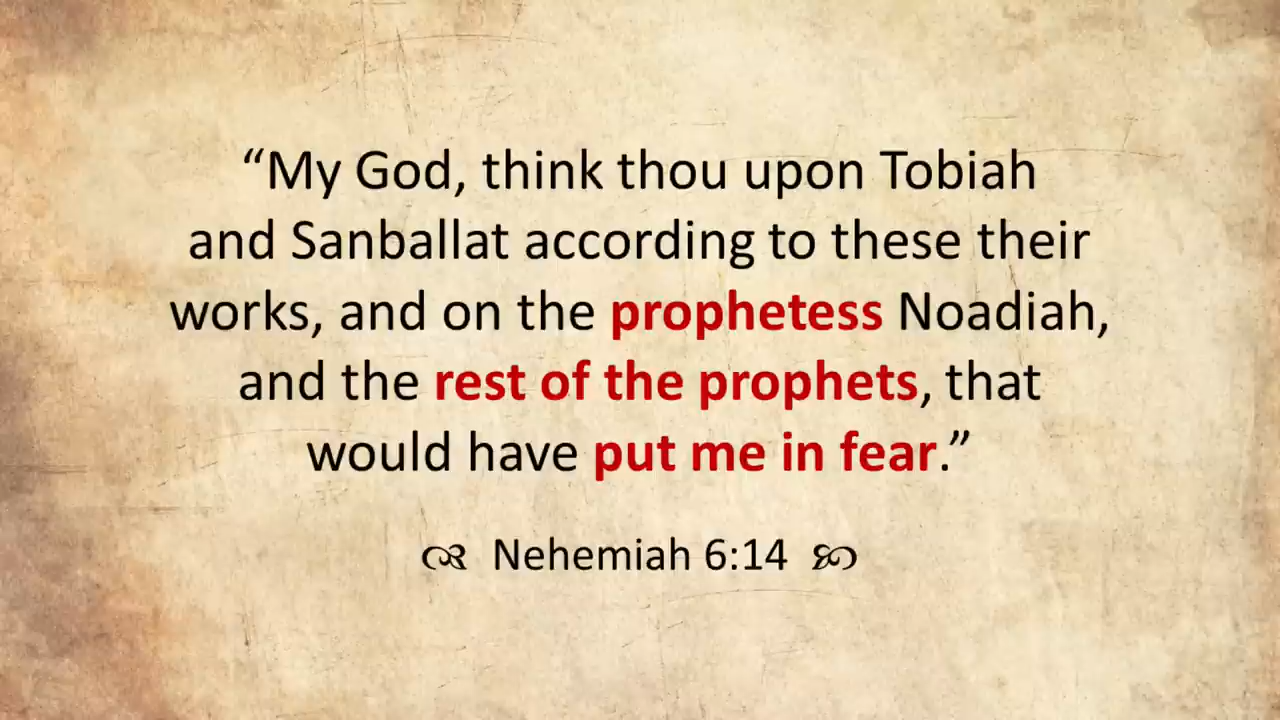 “My God, think thou upon Tobiah
and Sanballat according to these their
works, and on the prophetess Noadiah,
and the rest of the prophets, that
would have put me in fear.”
Nehemiah 6:14